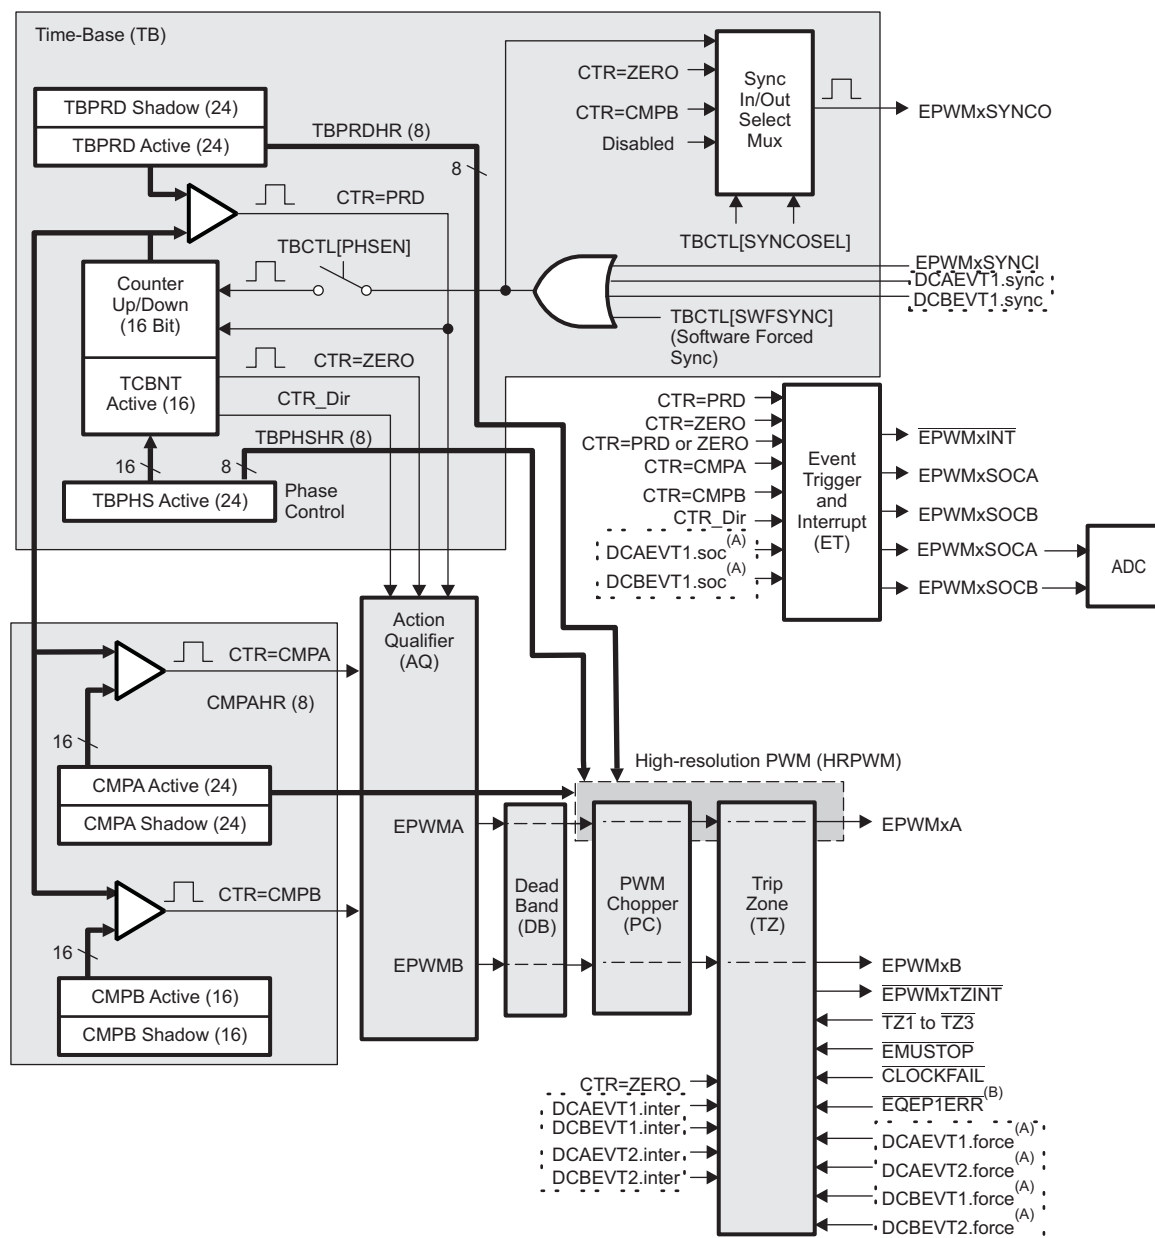 Time-Base (TB)
TBPRD Shadow (24)
TBPRD Active (24)
TBPRDHR (8)
8
CTR=PRD
TBCTL[PHSEN]
Counter
Up/Down
(16 Bit)
TCBNT
Active (16)
CTR=ZERO
CTR_Dir
TBPHSHR (8)
16
8
TBPHS Active (24)
Phase
Control
CTR=ZERO
CTR=CMPB
Disabled
Sync
In/Out
Select
Mux
EPWMxSYNCO
TBCTL[SYNCOSEL]
EPWMxSYNCI
DCAEVT1.sync
DCBEVT1.sync
TBCTL[SWFSYNC]
(Software Forced
Sync)
CTR=PRD
CTR=ZERO
CTR=PRD or ZERO
CTR=CMPA
CTR=CMPB
CTR_Dir
DCAEVT1.soc(A)
DCBEVT1.soc(A)
Event
Trigger
and
Interrupt
(ET)
EPWMxINT
EPWMxSOCA
EPWMxSOCB
EPWMxSOCA
EPWMxSOCB
ADC
Action
Qualifier
(AQ)
CTR=CMPA
CMPAHR (8)
16
CMPA Active (24)
CMPA Shadow (24)
CTR=CMPB
16
CMPB Active (16)
CMPB Shadow (16)
High-resolution PWM (HRPWM)
EPWMA
EPWMB
Dead
Band
(DB)
PWM
Chopper
(PC)
Trip
Zone
(TZ)
EPWMxA
EPWMxB
EPWMxTZINT
TZ1 to TZ3
EMUSTOP
CLOCKFAIL
EQEP1ERR(B)
DCAEVT1.force(A)
DCAEVT2.force(A)
DCBEVT1.force(A)
DCBEVT2.force(A)
CTR=ZERO
DCAEVT1.inter
DCBEVT1.inter
DCAEVT2.inter
DCBEVT2.inter